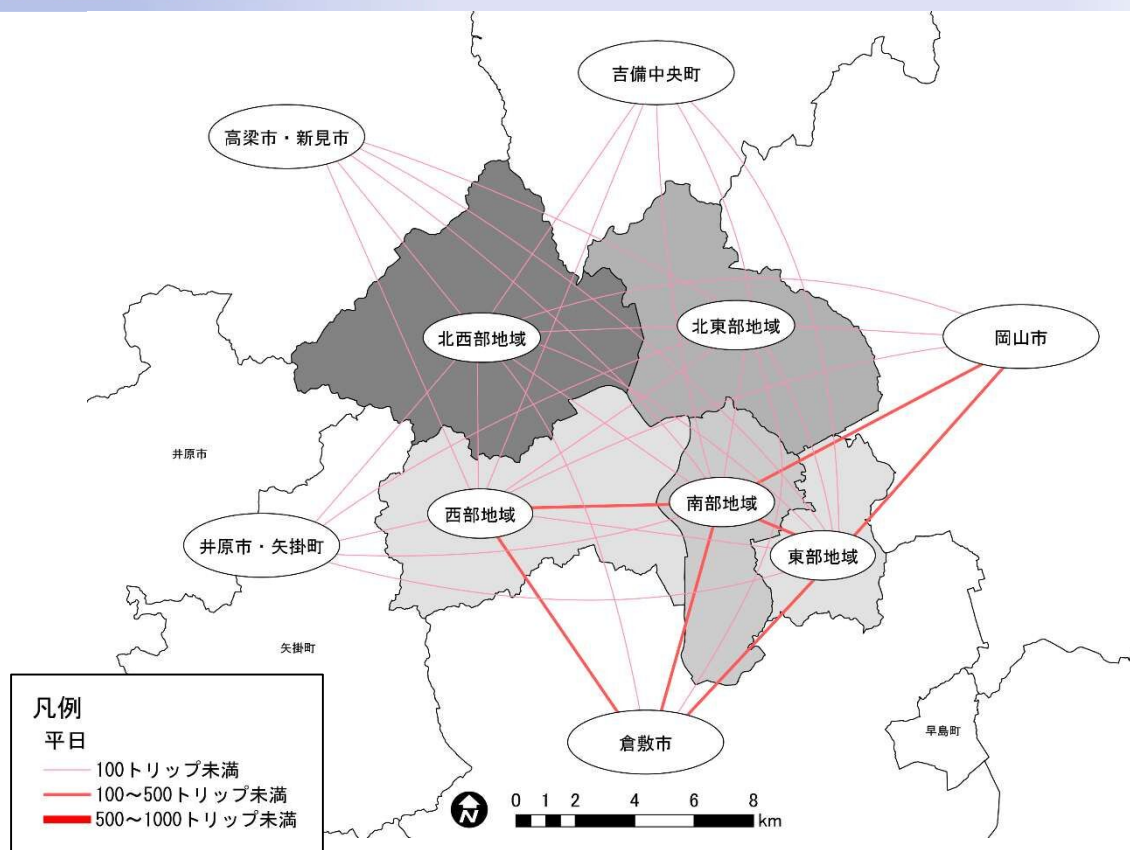 吉備中央町
高梁市・新見市
北西部地域
北東部地域
岡山市
井原市
西部地域
南部地域
井原市・矢掛町
東部地域
矢掛町
倉敷市
早島町
凡例
平日
100トリップ未満
100～500トリップ未満
500～1000トリップ未満
N
0 1 2 4 6 8
km